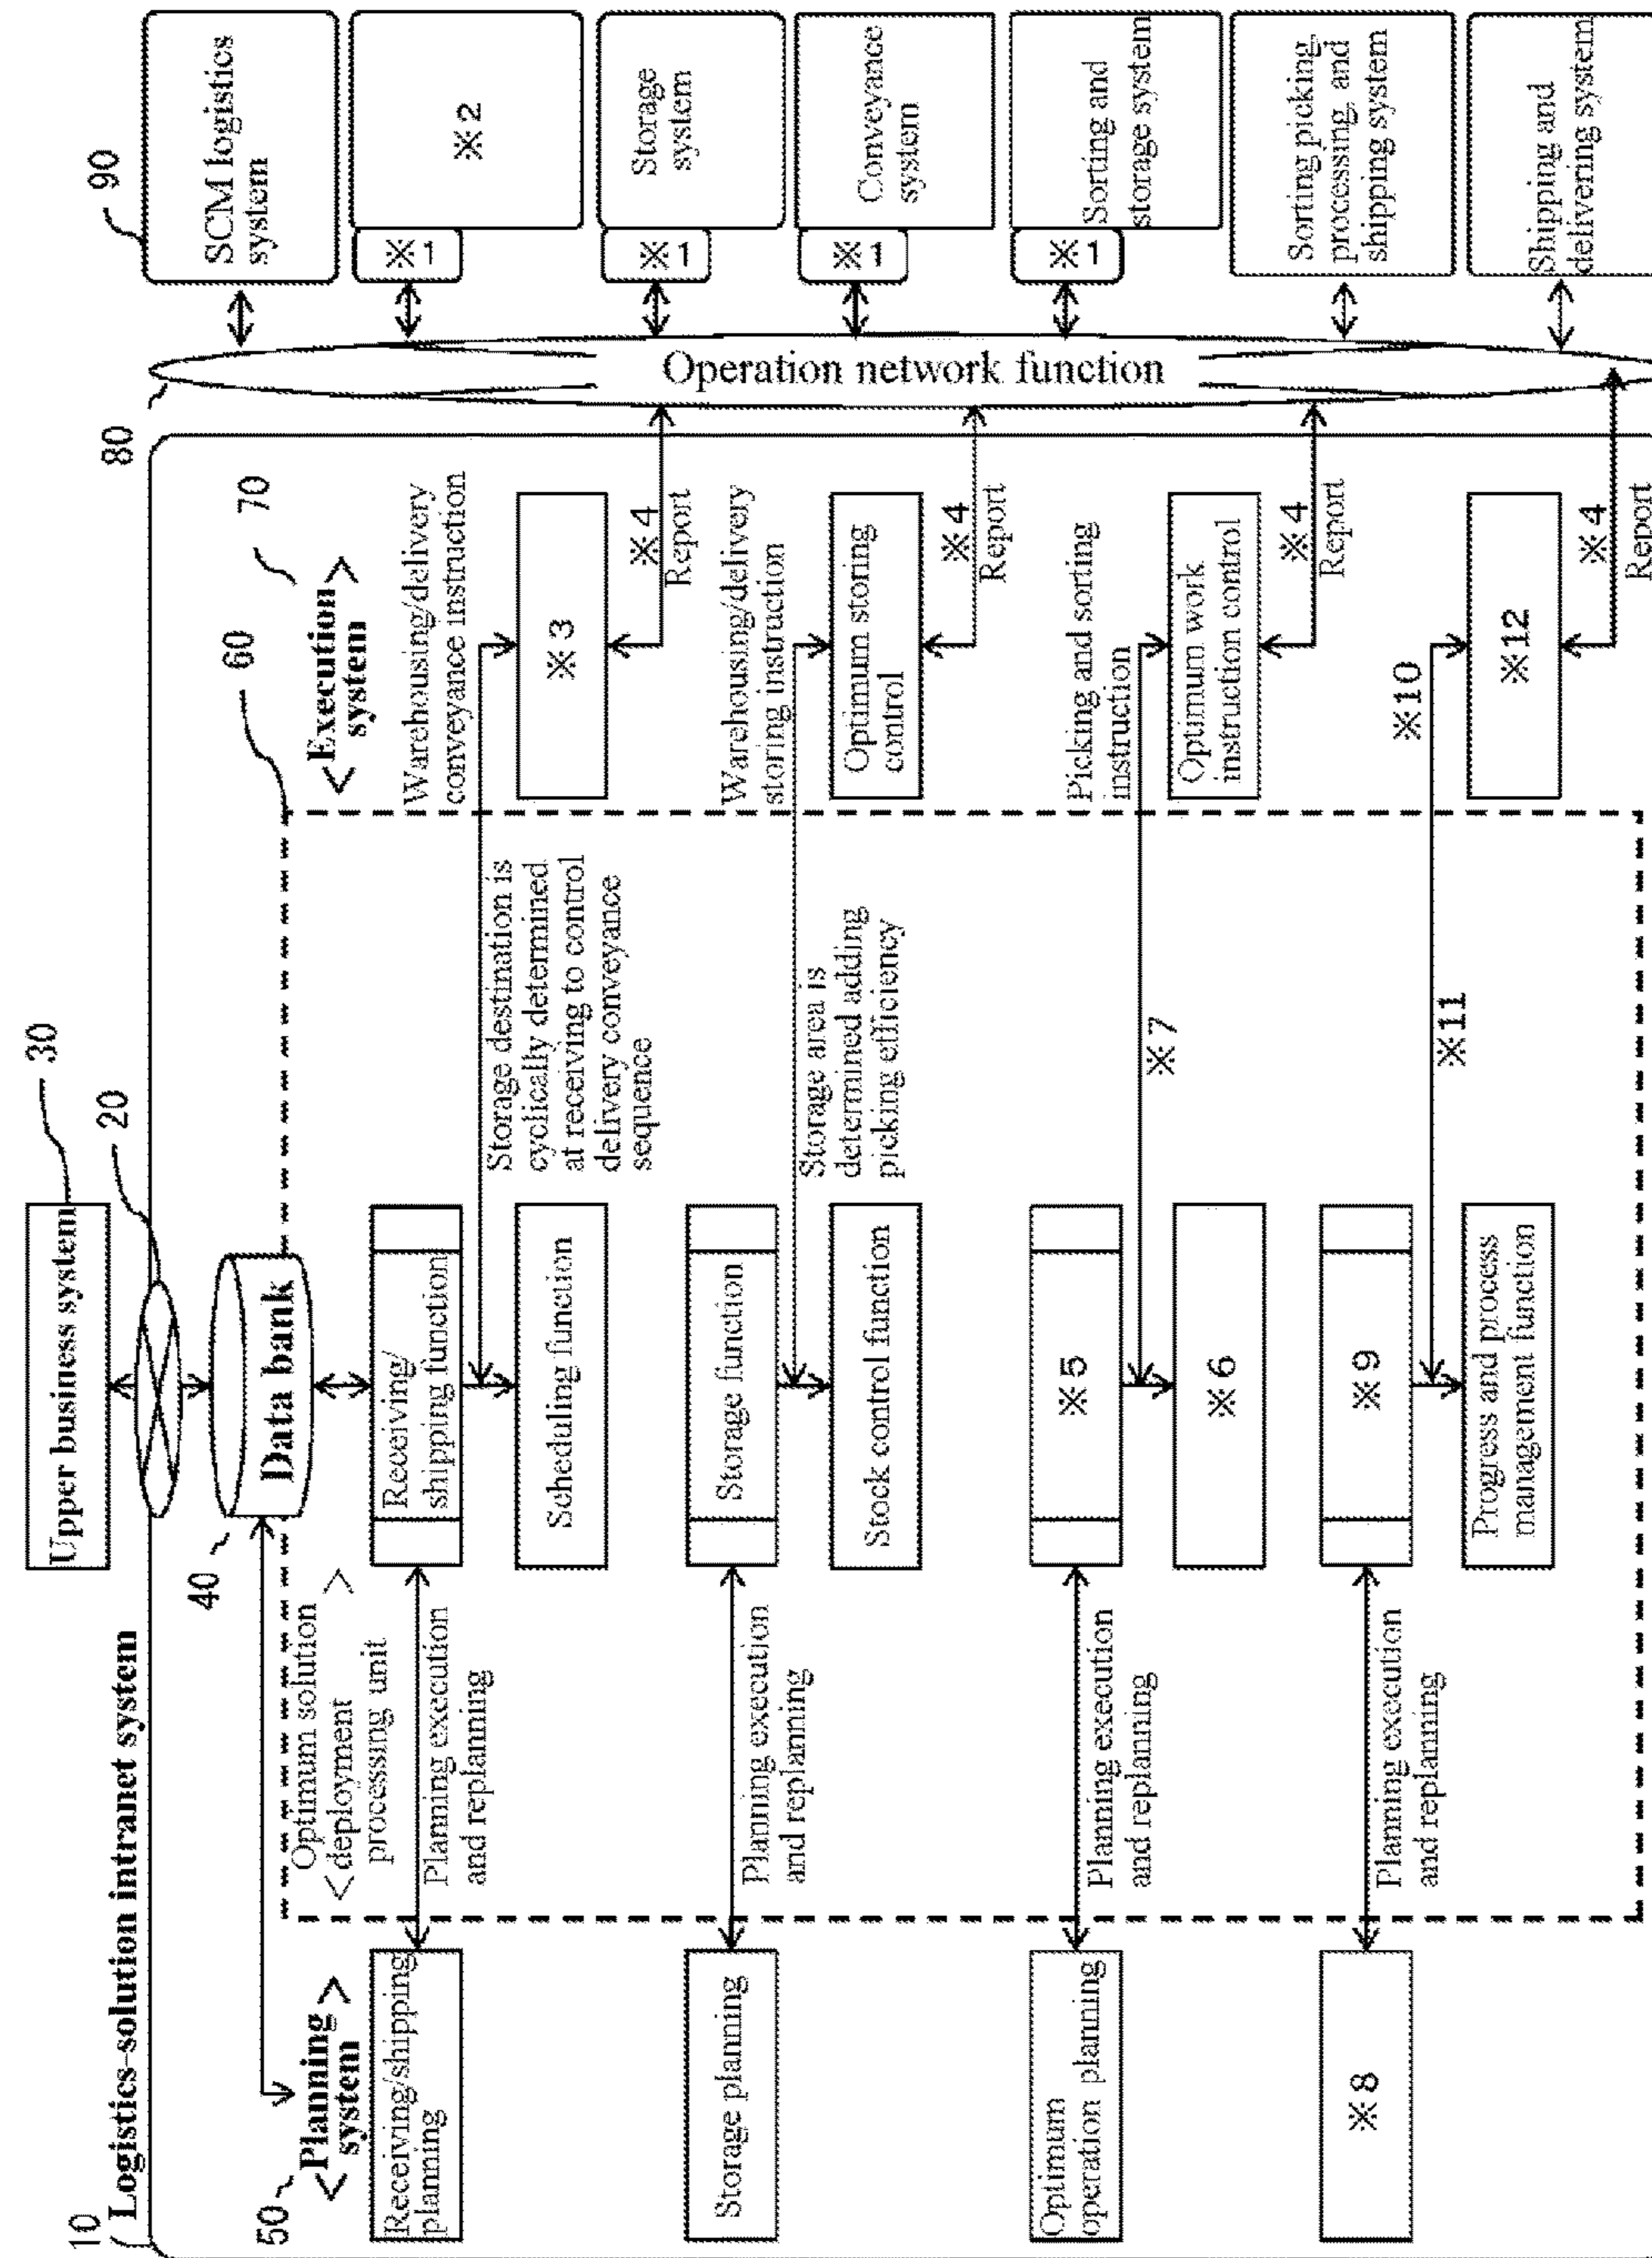 10
Logistics-solution intranet system
30
Upper business system
20
40
Data bank
50
<Planning
system>
Optimum solution
<deployment
processing unit>
60
70
<Execution
system>
80
90
Receiving/shipping
planning
Planning execution
and replanning
Receiving/
shipping function
Scheduling function
Storage destination is
cyclically determined
at receiving to control
delivery conveyance
sequence
Warehousing/delivery
conveyance instruction
※3
※4
Report
Storage planning
Planning execution
and replanning
Storage function
Stock control function
Storage area is
determined adding
picking efficiency
Warehousing/delivery
storing instruction
Optimum storing
control
※4
Report
Optimum
operation planning
Planning execution
and replanning
※5
※6
※7
Picking and sorting
instruction
Optimum work
instruction control
※4
Report
※8
Planning execution
and replanning
※9
Progress and process
management function
※11
※10
※12
※4
Report
Operation network function
SCM logistics
system
※1
※2
※1
Storage
system
※1
Conveyance
system
※1
Sorting and
storage system
Sorting picking,
processing, and
shipping system
Shipping and
delivering system